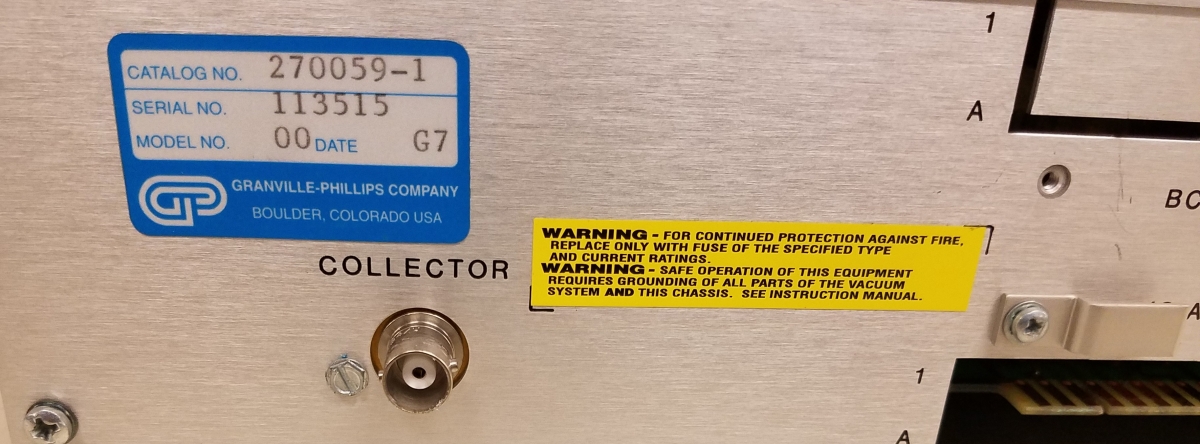 CATALOG NO. 270059-1
SERIAL NO. 113515
MODEL NO. 00 DATE G7
GP GRANVILLE-PHILLIPS COMPANY
BOULDER, COLORADO USA
COLLECTOR
WARNING - FOR CONTINUED PROTECTION AGAINST FIRE,
REPLACE ONLY WITH FUSE OF THE SPECIFIED TYPE
AND CURRENT RATINGS.
WARNING - SAFE OPERATION OF THIS EQUIPMENT
REQUIRES GROUNDING OF ALL PARTS OF THE VACUUM
SYSTEM AND THIS CHASSIS. SEE INSTRUCTION MANUAL.
1
A
1
A